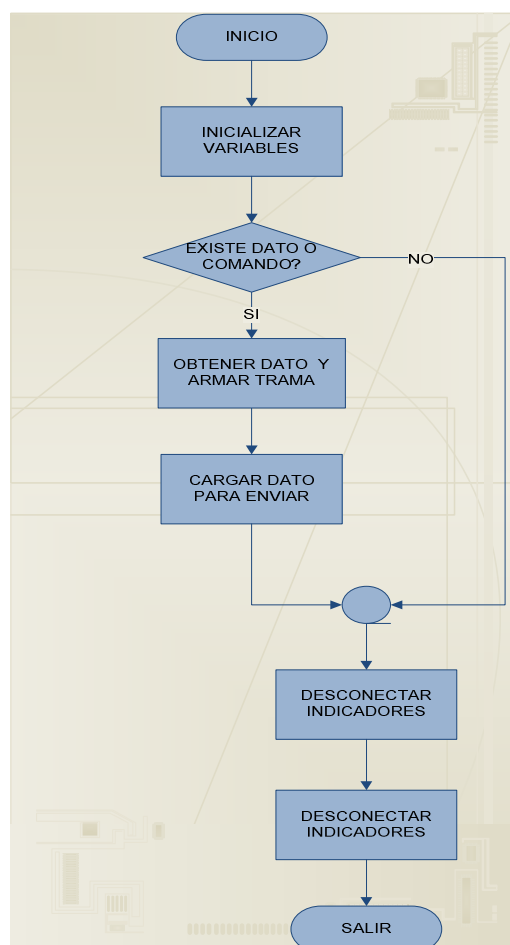 INICIO
INICIALIZAR
VARIABLES
EXISTE DATO O
COMANDO?
NO
SI
OBTENER DATO Y
ARMAR TRAMA
CARGAR DATO
PARA ENVIAR
DESCONECTAR
INDICADORES
DESCONECTAR
INDICADORES
SALIR